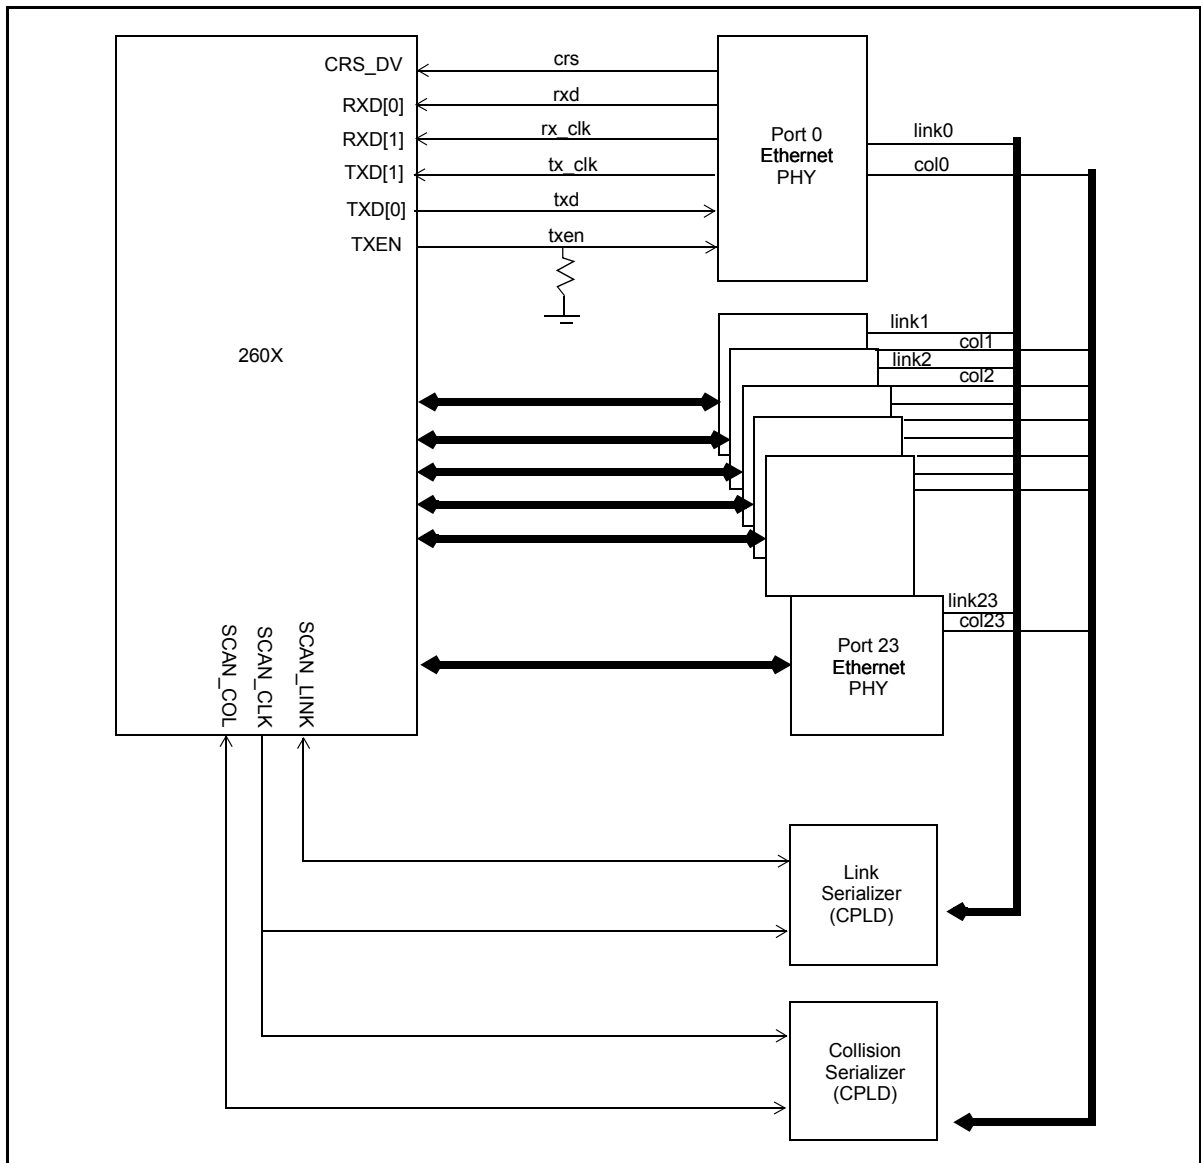 CRS_DV
crs
RXD[0]
rxd
RXD[1]
rx_clk
TXD[1]
tx_clk
TXD[0]
txd
TXEN
txen
Port 0
Ethernet
PHY
link0
col0
260X
link1
col1
link2
col2
link23
col23
Port 23
Ethernet
PHY
SCAN_COL
SCAN_CLK
SCAN_LINK
Link
Serializer
(CPLD)
Collision
Serializer
(CPLD)